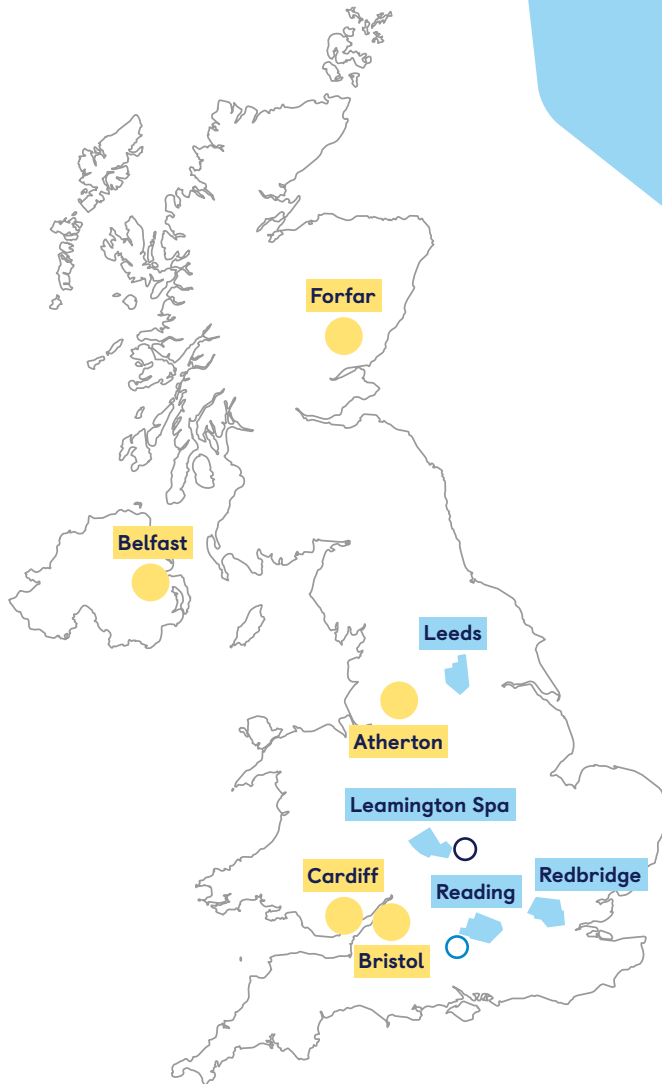 Forfar
Belfast
Leeds
Atherton
Leamington Spa
Cardiff
Redbridge
Reading
Bristol